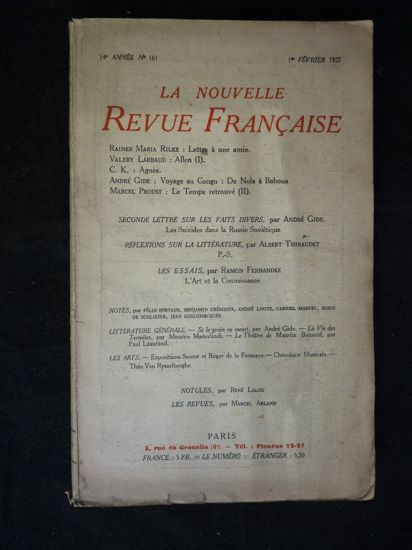 14e ANNÉE No 161
1er FÉVRIER 1927
LA NOUVELLE
REVUE FRANÇAISE
RAINER MARIA RILKE : Lettre à une amie.
VALERY LARBAUD : Allen (I).
C. K. : Agnès.
ANDRÉ GIDE : Voyage au Congo : De Nola à Baboua.
MARCEL PROUST : Le Temps retrouvé (II).
SECONDE LETTRE SUR LES FAITS DIVERS, par ANDRÉ GIDE.
Les Suicides dans la Russie Soviétique
RÉFLEXIONS SUR LA LITTÉRATURE, par ALBERT THIBAUDET
P.-S.
LES ESSAIS, par RAMON FERNANDEZ
L'Art et la Connaissance
NOTES, par FÉLIX BERTAUX, BENJAMIN CRÉMIEUX, ANDRÉ LHOTE, GABRIEL MARCEL, BORIS
DE SCHLŒZER, JEAN SCHLUMBERGER.
LITTÉRATURE GÉNÉRALE. — Si le grain ne meurt, par André Gide. — La Vie des
Termites, par Maurice Maeterlinck. — Le Théâtre de Maurice Boissard, par
Paul Léautaud.
LES ARTS. — Expositions Seurat et Roger de la Fresnaye. — Chronique Musicale. —
Théo Van Rysselberghe.
NOTULES, par RENÉ LALOU
LES REVUES, par MARCEL ARLAND
PARIS
3, rue de Grenelle (6e) — Tél. : Fleurus 12-27
FRANCE : 5 FR. — LE NUMÉRO — ÉTRANGER : 6,50